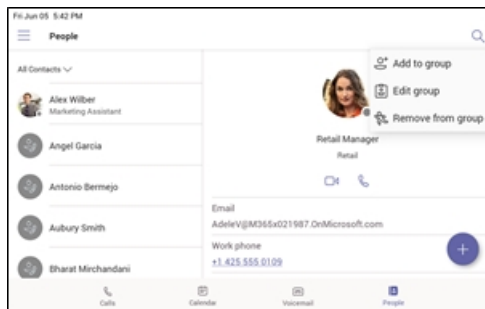 Fri Jun 05 5:42 PM
People
All Contacts
Alex Wilber
Marketing Assistant
Angel Garcia
Antonio Bermejo
Aubury Smith
Bharat Mirchandani
Add to group
Edit group
Remove from group
Retail Manager
Retail
Email
AdeleV@M365x021987.OnMicrosoft.com
Work phone
+1 425 555 0109
Calls
Calendar
Voicemail
People